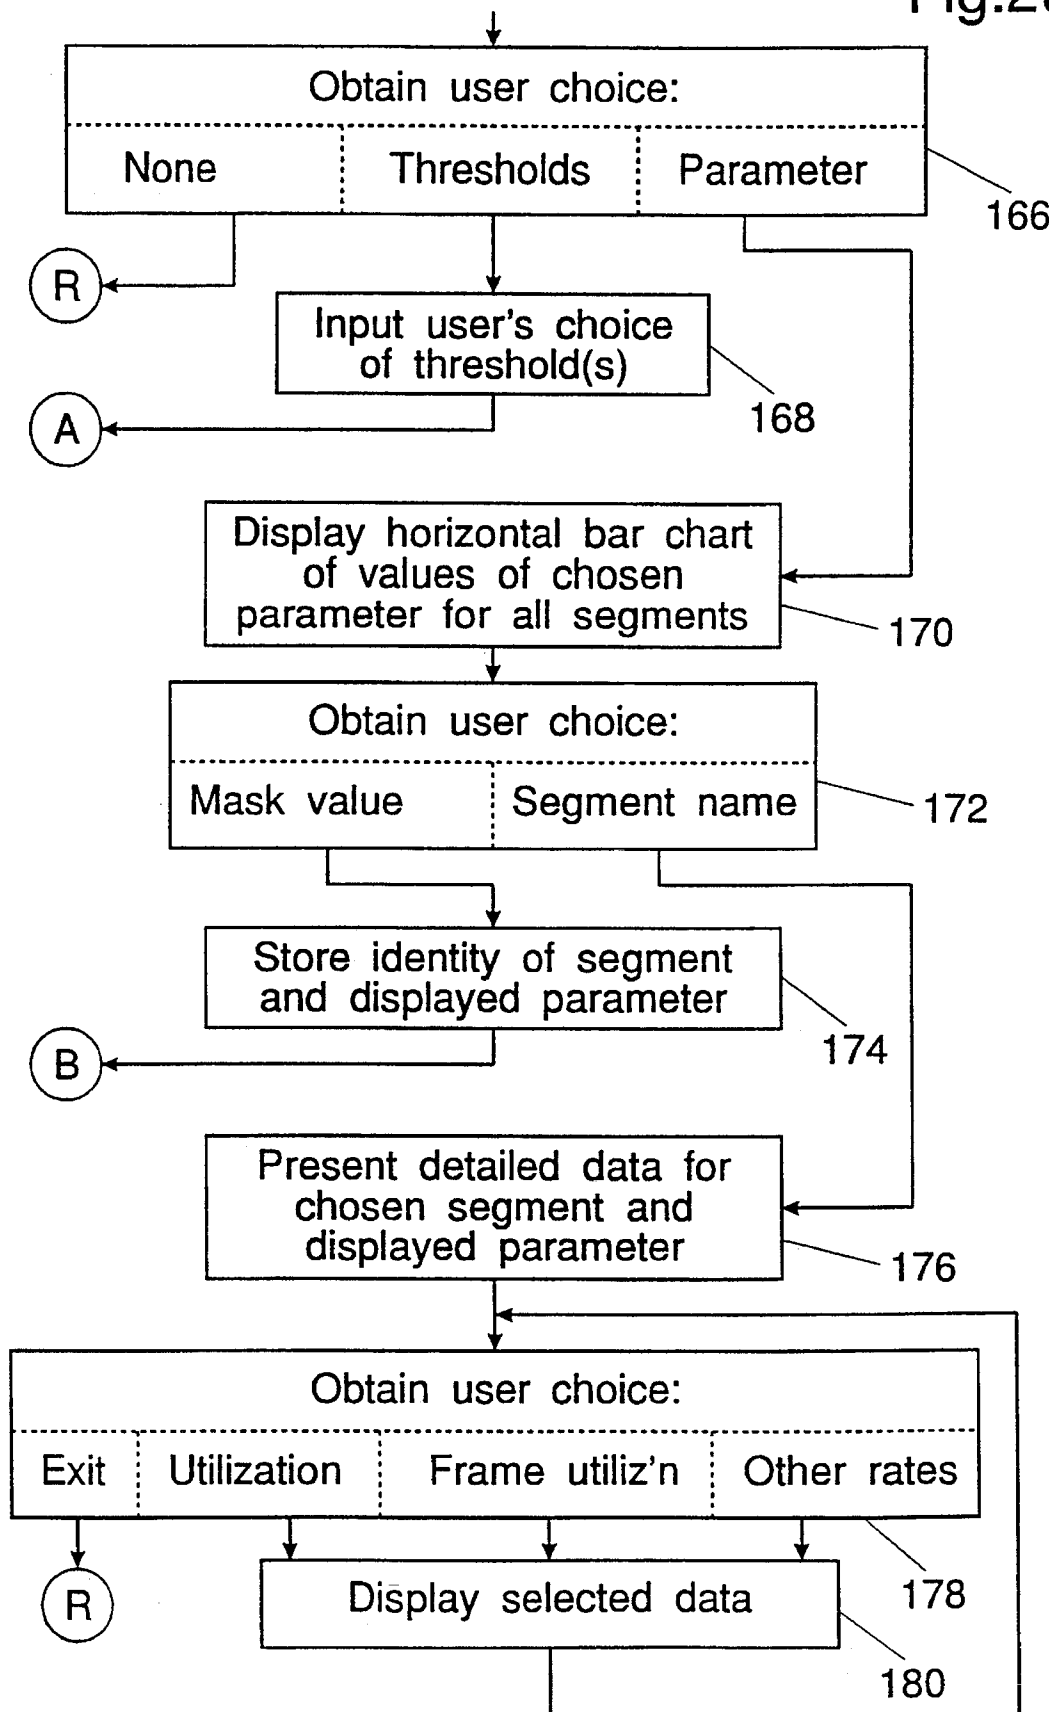 Obtain user choice:
None Thresholds Parameter
166
R
Input user's choice
of threshold(s)
168
A
Display horizontal bar chart
of values of chosen
parameter for all segments
170
Obtain user choice:
Mask value Segment name
172
Store identity of segment
and displayed parameter
174
B
Present detailed data for
chosen segment and
displayed parameter
176
Obtain user choice:
Exit Utilization Frame utiliz'n Other rates
178
R
Display selected data
180